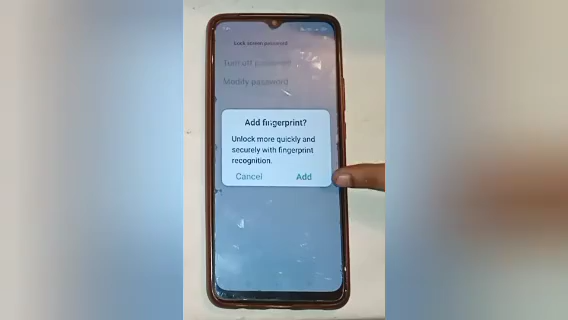 Lock screen password
Turn off password
Modify password
Add fingerprint?
Unlock more quickly and
securely with fingerprint
recognition.
Cancel
Add